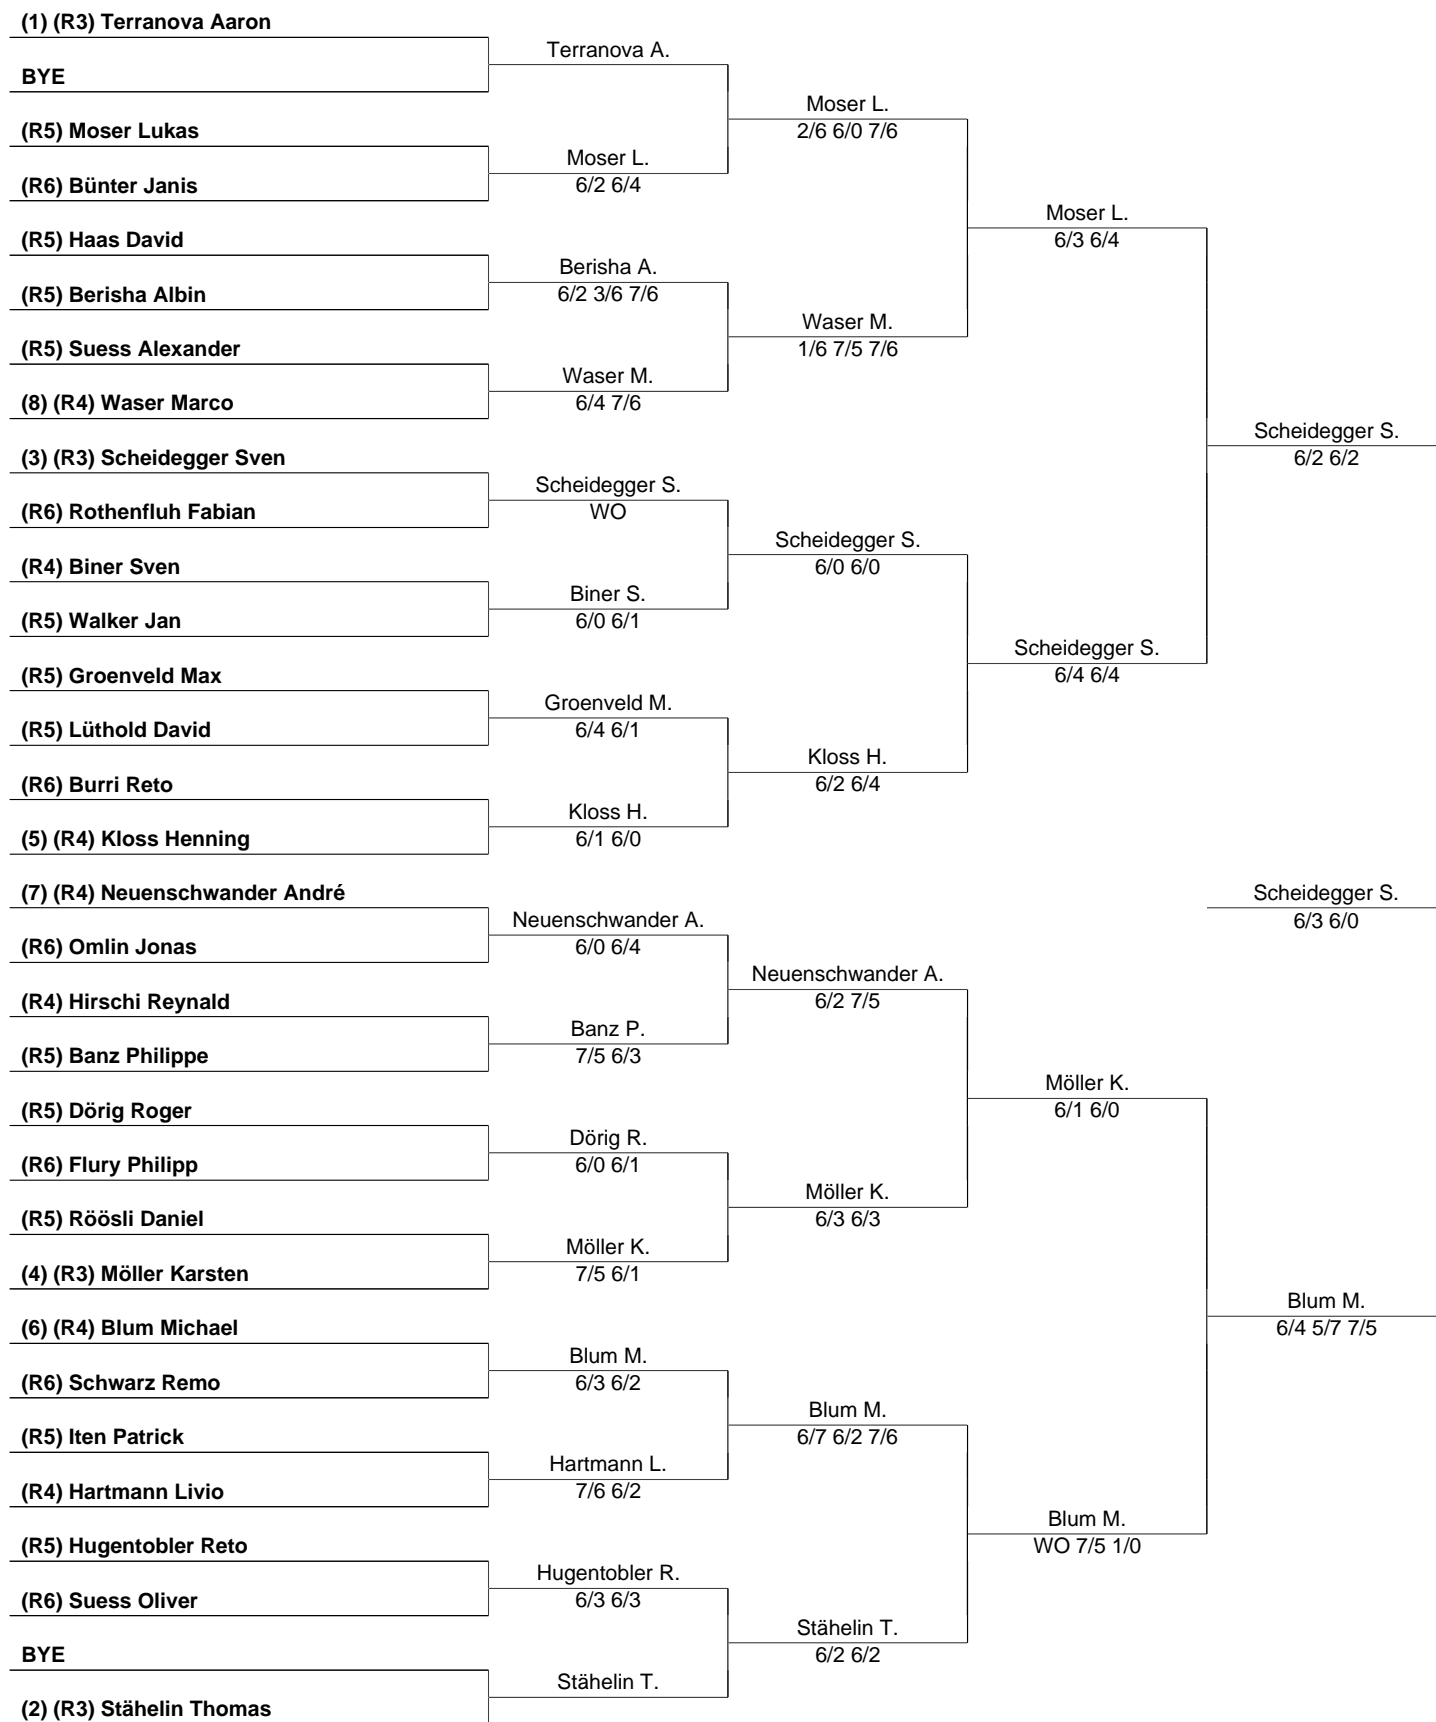 (1) (R3) Terranova Aaron
Terranova A.
BYE
Moser L.
2/6 6/0 7/6
(R5) Moser Lukas
Moser L.
6/2 6/4
(R6) Bünter Janis
Moser L.
6/3 6/4
(R5) Haas David
Berisha A.
6/2 3/6 7/6
(R5) Berisha Albin
Waser M.
1/6 7/5 7/6
(R5) Suess Alexander
Waser M.
6/4 7/6
(8) (R4) Waser Marco
Scheidegger S.
6/2 6/2
(3) (R3) Scheidegger Sven
Scheidegger S.
WO
(R6) Rothenfluh Fabian
Scheidegger S.
6/0 6/0
(R4) Biner Sven
Biner S.
6/0 6/1
(R5) Walker Jan
Scheidegger S.
6/4 6/4
(R5) Groenveld Max
Groenveld M.
6/4 6/1
(R5) Lüthold David
Kloss H.
6/2 6/4
(R6) Burri Reto
Kloss H.
6/1 6/0
(5) (R4) Kloss Henning
(7) (R4) Neuenschwander André
Scheidegger S.
6/3 6/0
Neuenschwander A.
6/0 6/4
(R6) Omlin Jonas
Neuenschwander A.
6/2 7/5
(R4) Hirschi Reynald
Banz P.
7/5 6/3
(R5) Banz Philippe
Möller K.
6/1 6/0
(R5) Dörig Roger
Dörig R.
6/0 6/1
(R6) Flury Philipp
Möller K.
6/3 6/3
(R5) Röösli Daniel
Möller K.
7/5 6/1
(4) (R3) Möller Karsten
Blum M.
6/4 5/7 7/5
(6) (R4) Blum Michael
Blum M.
6/3 6/2
(R6) Schwarz Remo
Blum M.
6/7 6/2 7/6
(R5) Iten Patrick
Hartmann L.
7/6 6/2
(R4) Hartmann Livio
Blum M.
WO 7/5 1/0
(R5) Hugentobler Reto
Hugentobler R.
6/3 6/3
(R6) Suess Oliver
Stähelin T.
6/2 6/2
BYE
Stähelin T.
(2) (R3) Stähelin Thomas